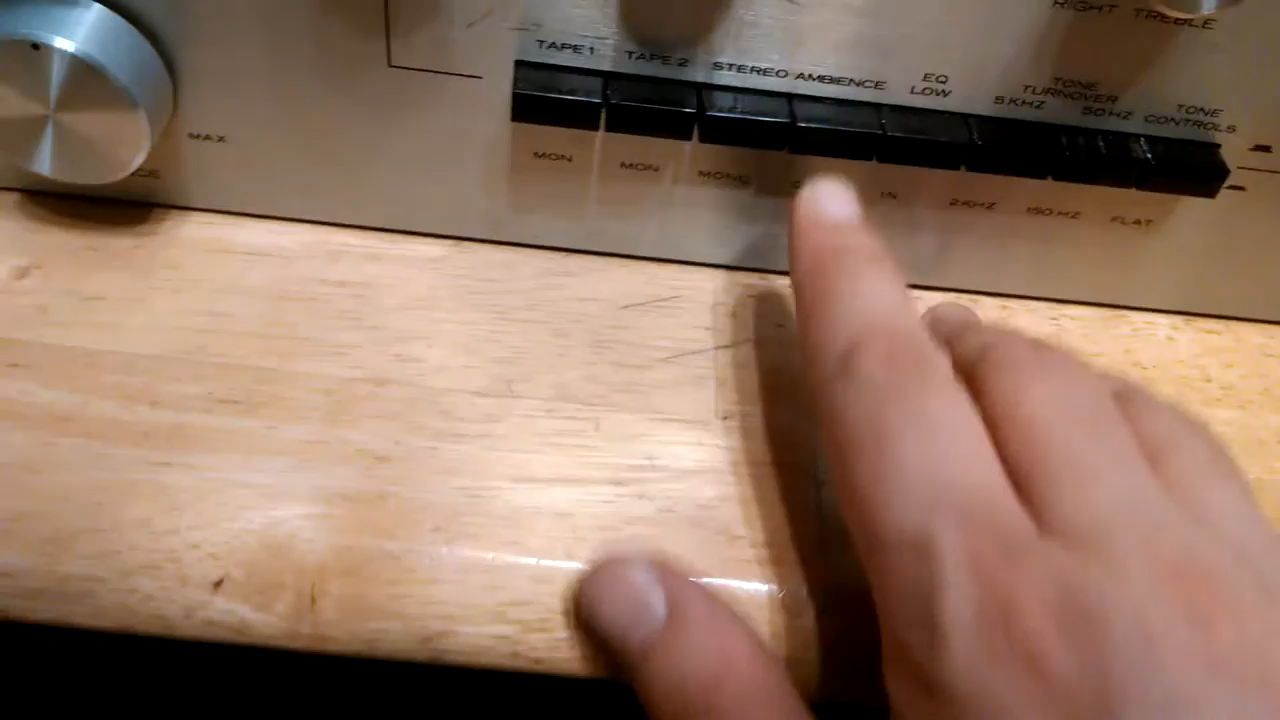 RIGHT TREBLE
TAPE 1 TAPE 2 STEREO AMBIENCE EQ LOW TONE TURNOVER 5 KHZ 50 HZ TONE CONTROLS
MAX
MON MON MONO IN 2 KHZ 150 HZ FLAT